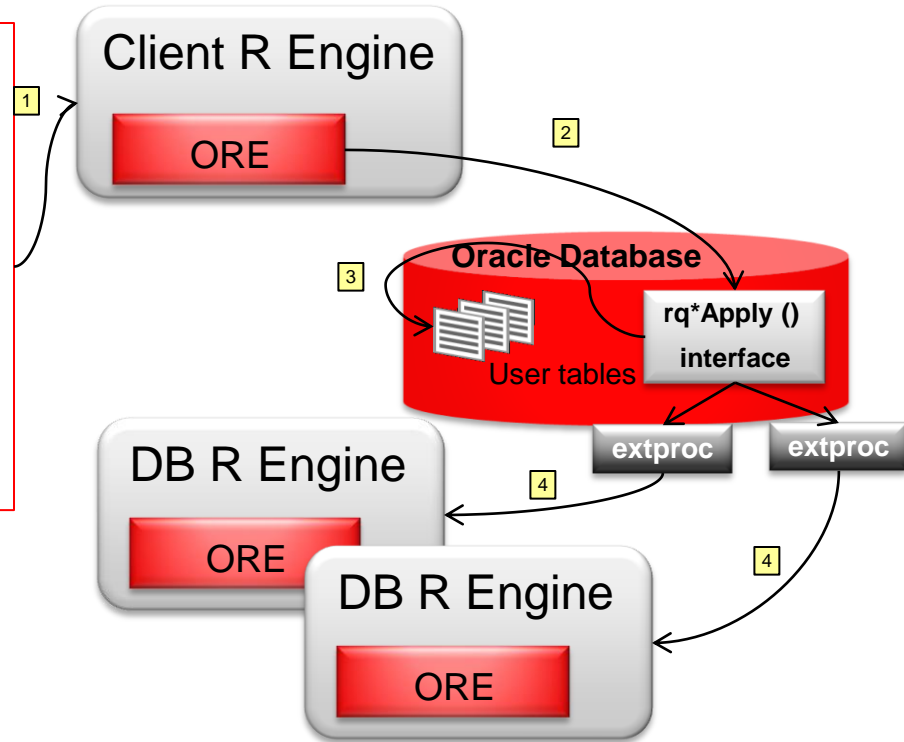 Client R Engine
1
ORE
2
Oracle Database
3
rq*Apply ()
interface
User tables
extproc
extproc
DB R Engine
4
ORE
4
DB R Engine
ORE